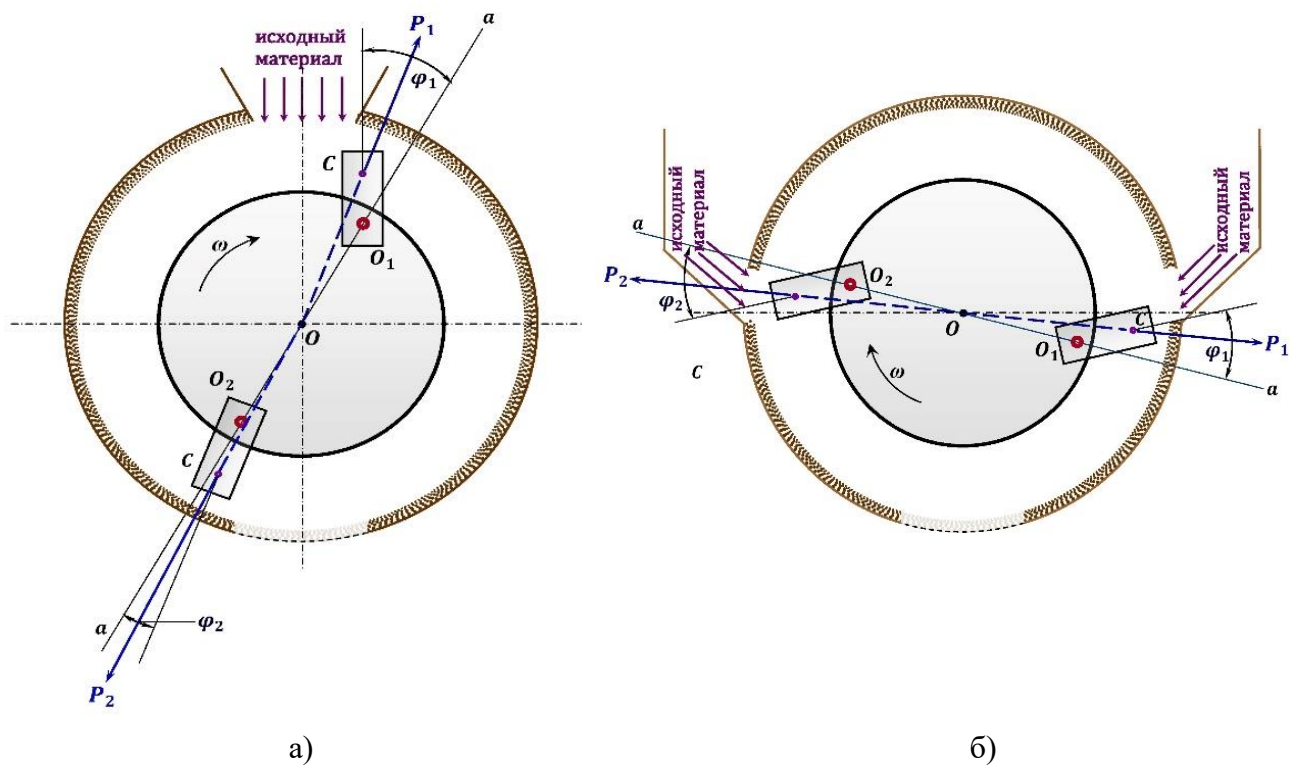 исходный
материал
P₁
a
φ₁
C
O₁
ω
O
O₂
C
a
φ₂
P₂
а)
исходный
материал
исходный
материал
a
P₂
φ₂
O₂
O
C
O₁
φ₁
P₁
ω
C
a
б)